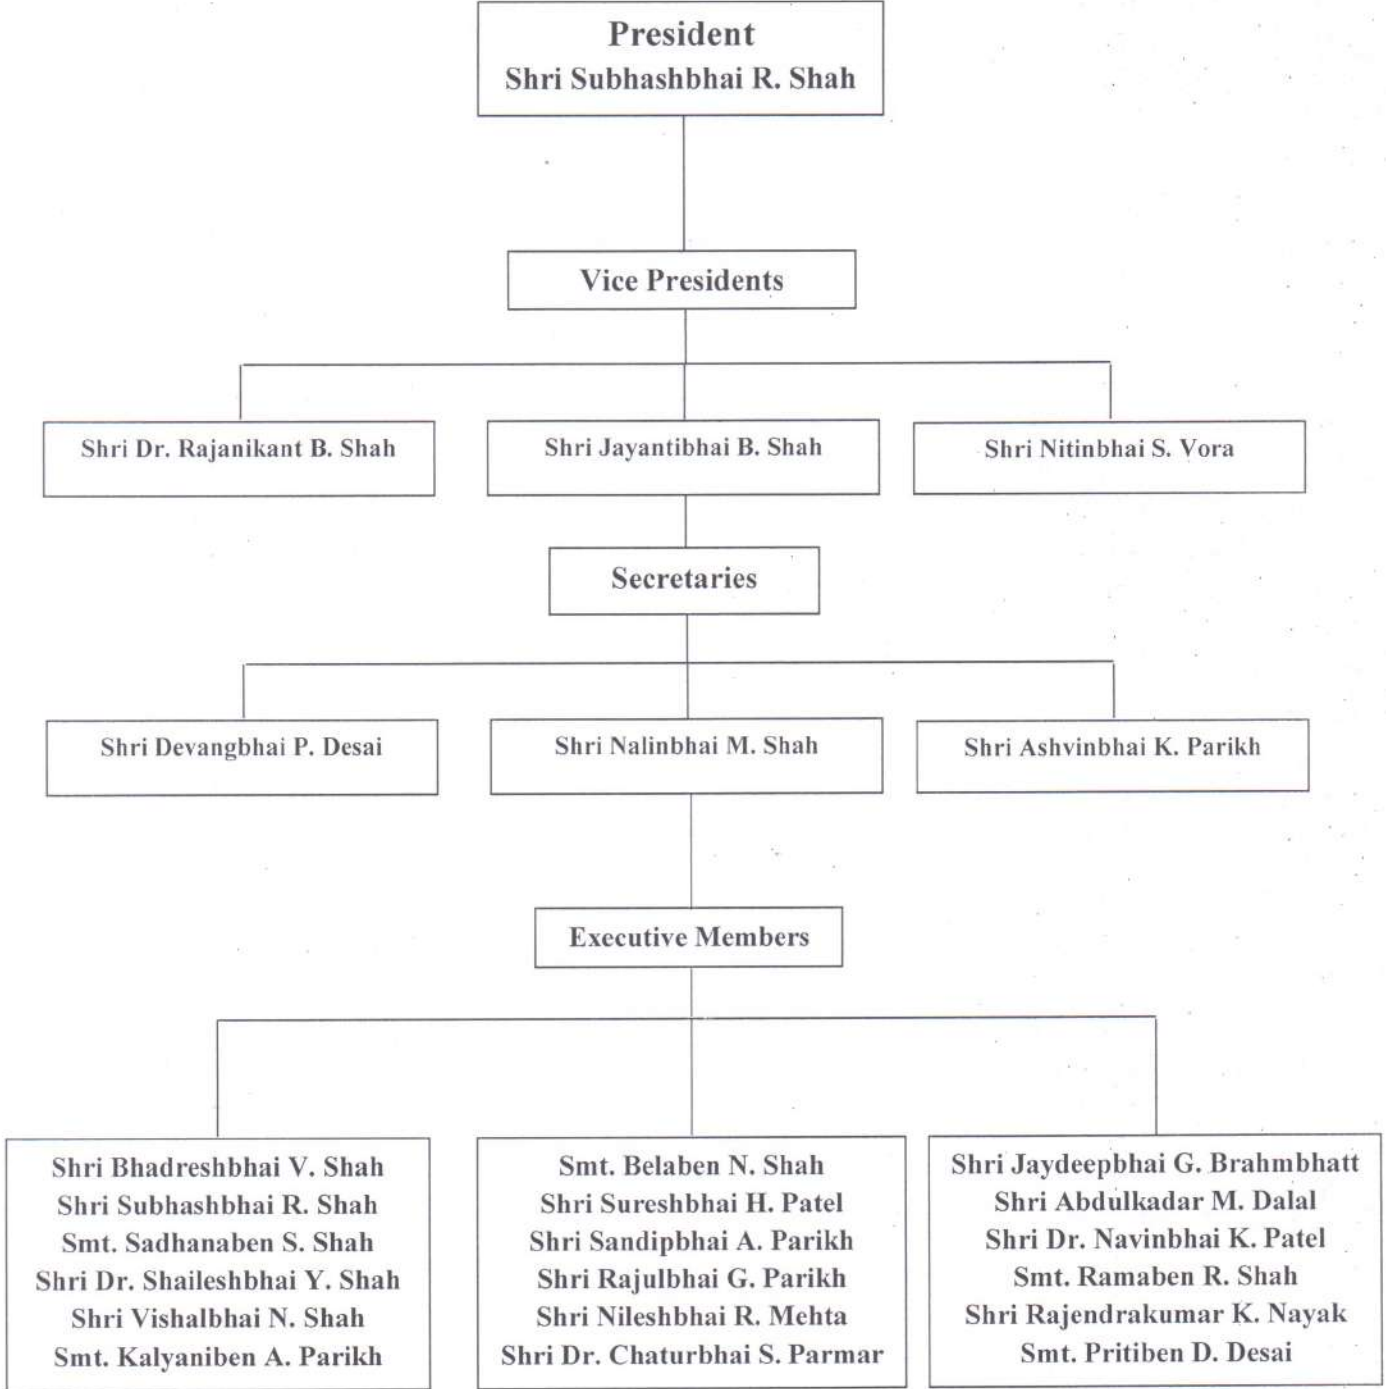 President
Shri Subhashbhai R. Shah
Vice Presidents
Shri Dr. Rajanikant B. Shah
Shri Jayantibhai B. Shah
Shri Nitinbhai S. Vora
Secretaries
Shri Devangbhai P. Desai
Shri Nalinbhai M. Shah
Shri Ashvinbhai K. Parikh
Executive Members
Shri Bhadreshbhai V. Shah
Shri Subhashbhai R. Shah
Smt. Sadhanaben S. Shah
Shri Dr. Shaileshbhai Y. Shah
Shri Vishalbhai N. Shah
Smt. Kalyaniben A. Parikh
Smt. Belaben N. Shah
Shri Sureshbhai H. Patel
Shri Sandipbhai A. Parikh
Shri Rajulbhai G. Parikh
Shri Nileshbhai R. Mehta
Shri Dr. Chaturbhai S. Parmar
Shri Jaydeepbhai G. Brahmbhatt
Shri Abdulkadar M. Dalal
Shri Dr. Navinbhai K. Patel
Smt. Ramaben R. Shah
Shri Rajendrakumar K. Nayak
Smt. Pritiben D. Desai